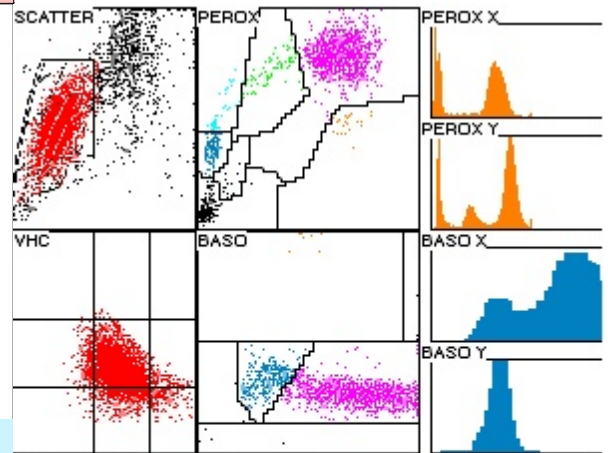 SCATTER
PEROX
PEROX X
PEROX Y
VHC
BASO
BASO X
BASO Y